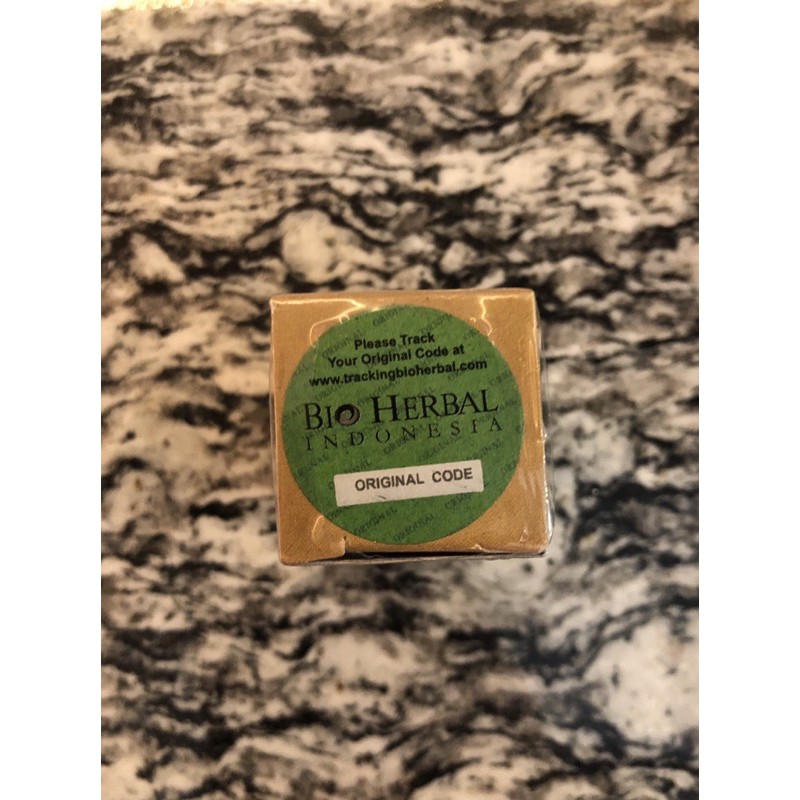 Please Track
Your Original Code at
www.trackingbioherbal.com
BIO HERBAL
INDONESIA
ORIGINAL CODE